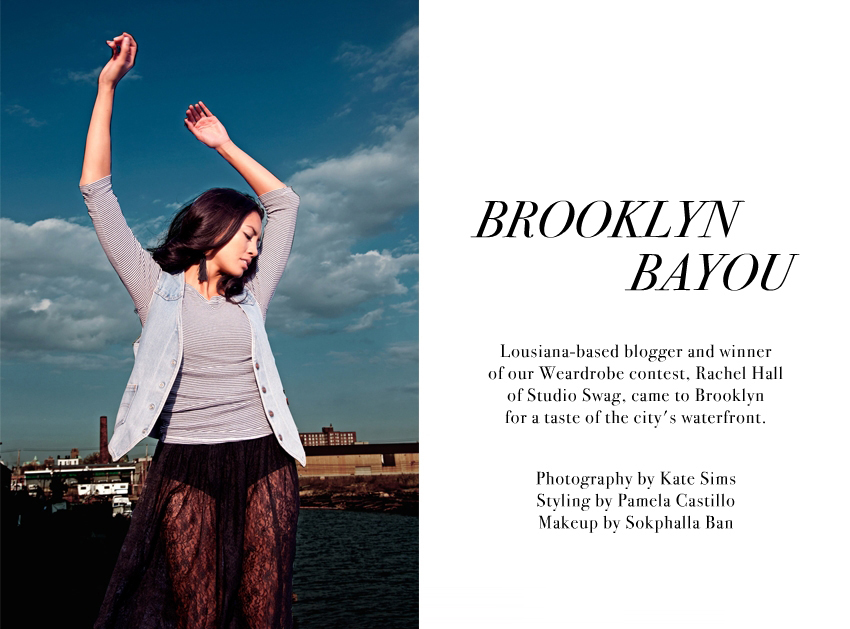 BROOKLYN
BAYOU
Lousiana-based blogger and winner
of our Weardrobe contest, Rachel Hall
of Studio Swag, came to Brooklyn
for a taste of the city's waterfront.
Photography by Kate Sims
Styling by Pamela Castillo
Makeup by Sokphalla Ban